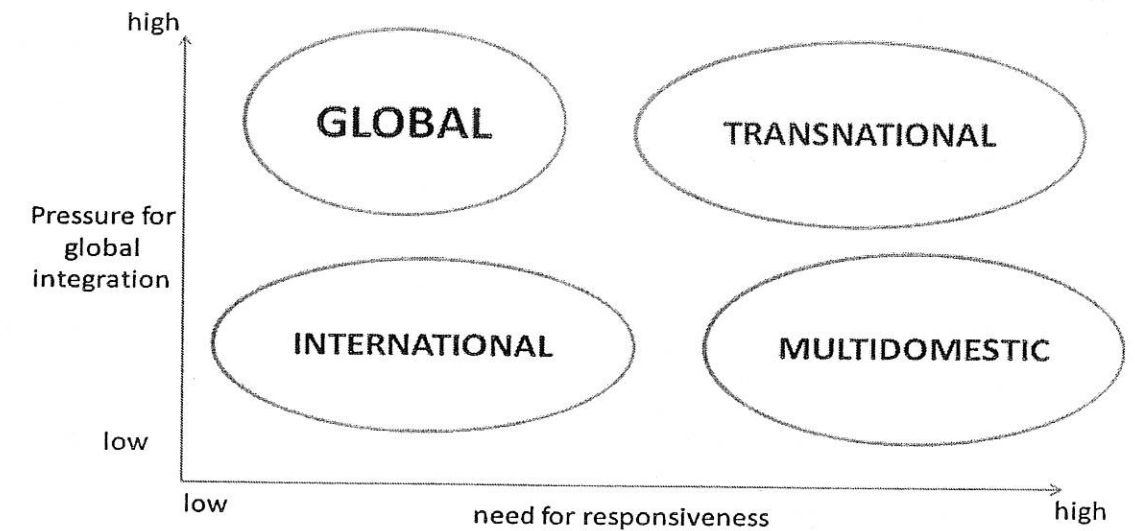 high
GLOBAL
TRANSNATIONAL
Pressure for
global
integration
INTERNATIONAL
MULTIDOMESTIC
low
low
need for responsiveness
high